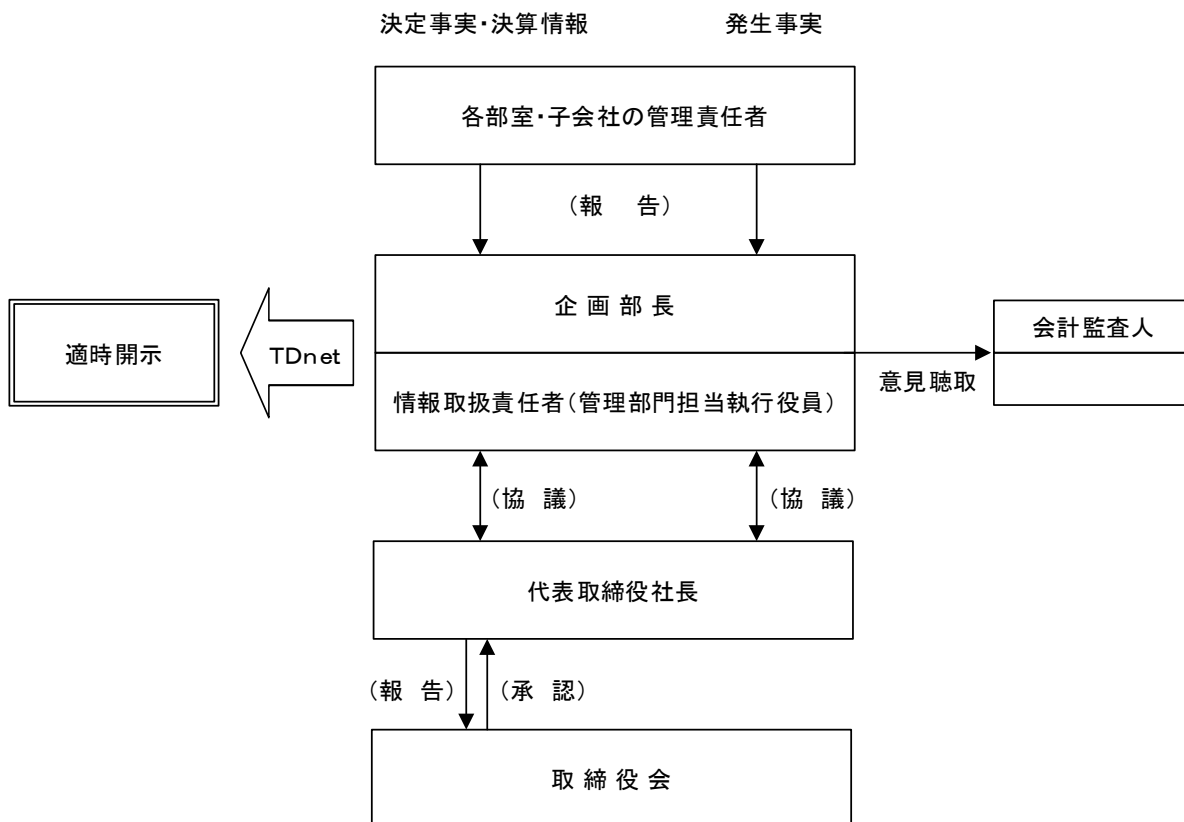 決定事実・決算情報
発生事実
各部室・子会社の管理責任者
（報　告）
企 画 部 長
会計監査人
適時開示
TDnet
意見聴取
情報取扱責任者（管理部門担当執行役員）
（協　議）
（協　議）
代表取締役社長
（報　告）
（承　認）
取 締 役 会